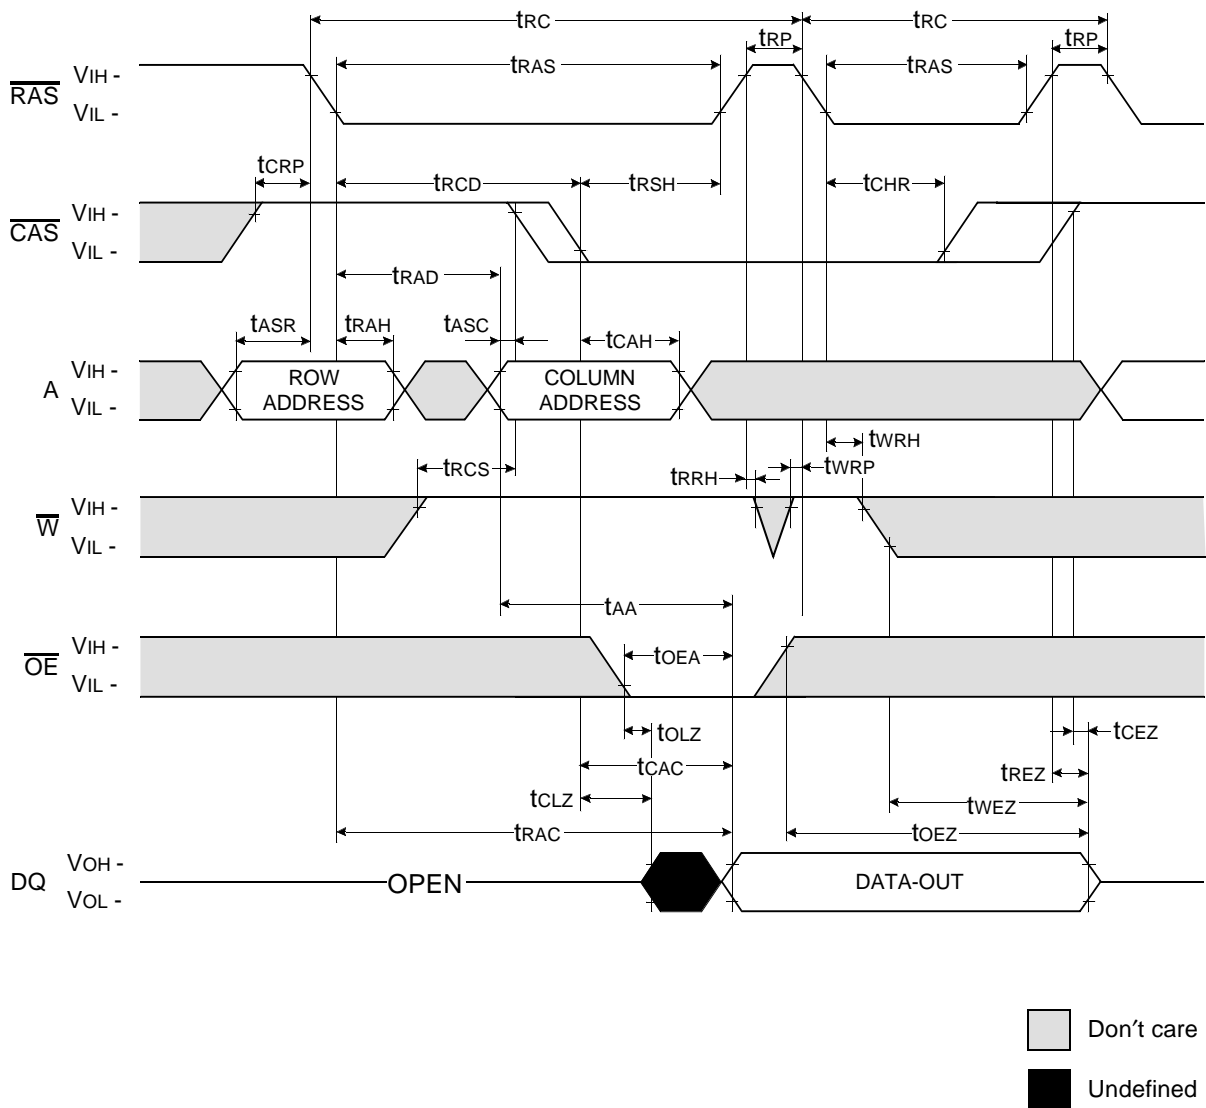 tRC tRC
tRP tRP
tRAS tRAS
RAS VIH -
VIL -
tCRP tRCD tRSH tCHR
CAS VIH -
VIL -
tRAD
tASR tRAH tASC tCAH
A VIH -
VIL -
ROW
ADDRESS
COLUMN
ADDRESS
tWRH
tRCS tRRH tWRP
W VIH -
VIL -
tAA
OE VIH -
VIL -
tOEA
tOLZ tCEZ
tCAC tREZ
tCLZ tWEZ
tRAC tOEZ
DQ VOH -
VOL -
OPEN DATA-OUT
Don't care
Undefined